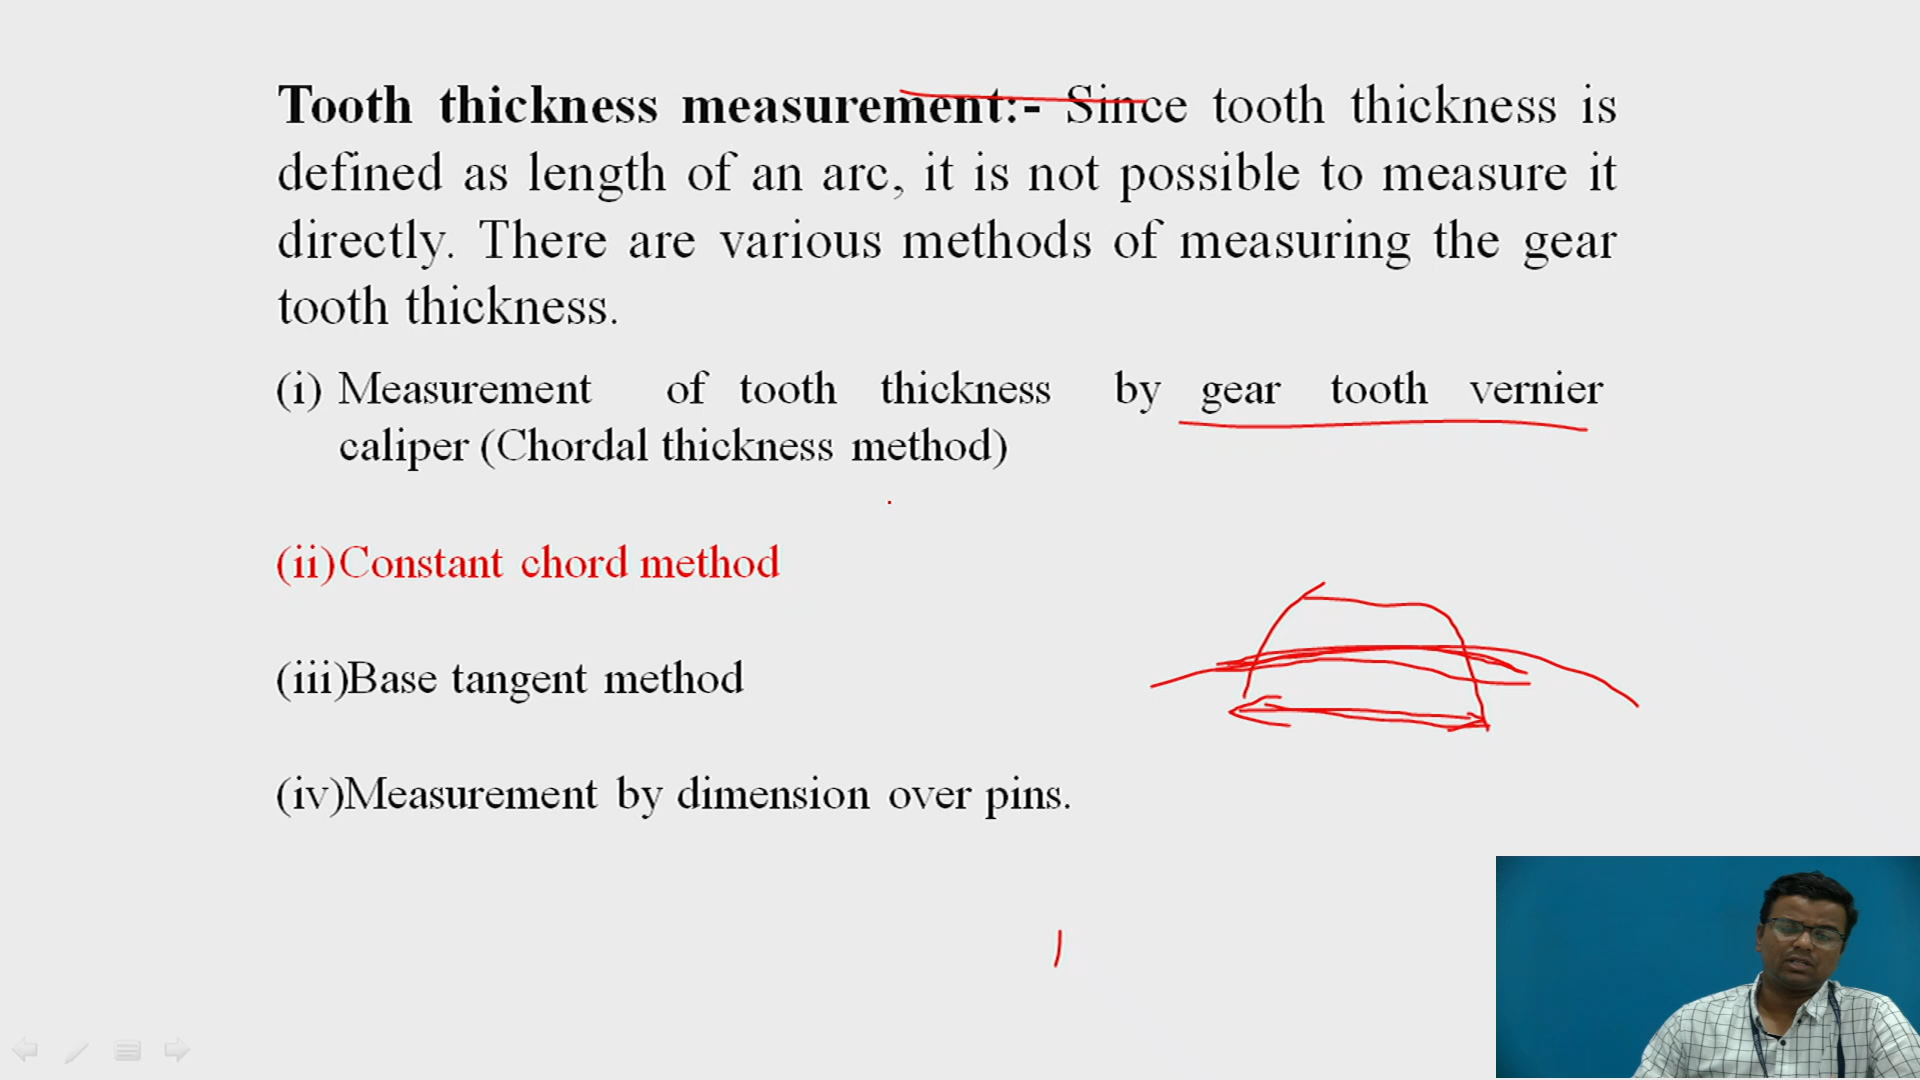 Tooth thickness measurement:- Since tooth thickness is
defined as length of an arc, it is not possible to measure it
directly. There are various methods of measuring the gear
tooth thickness.
(i) Measurement of tooth thickness by gear tooth vernier
caliper (Chordal thickness method)
(ii)Constant chord method
(iii)Base tangent method
(iv)Measurement by dimension over pins.